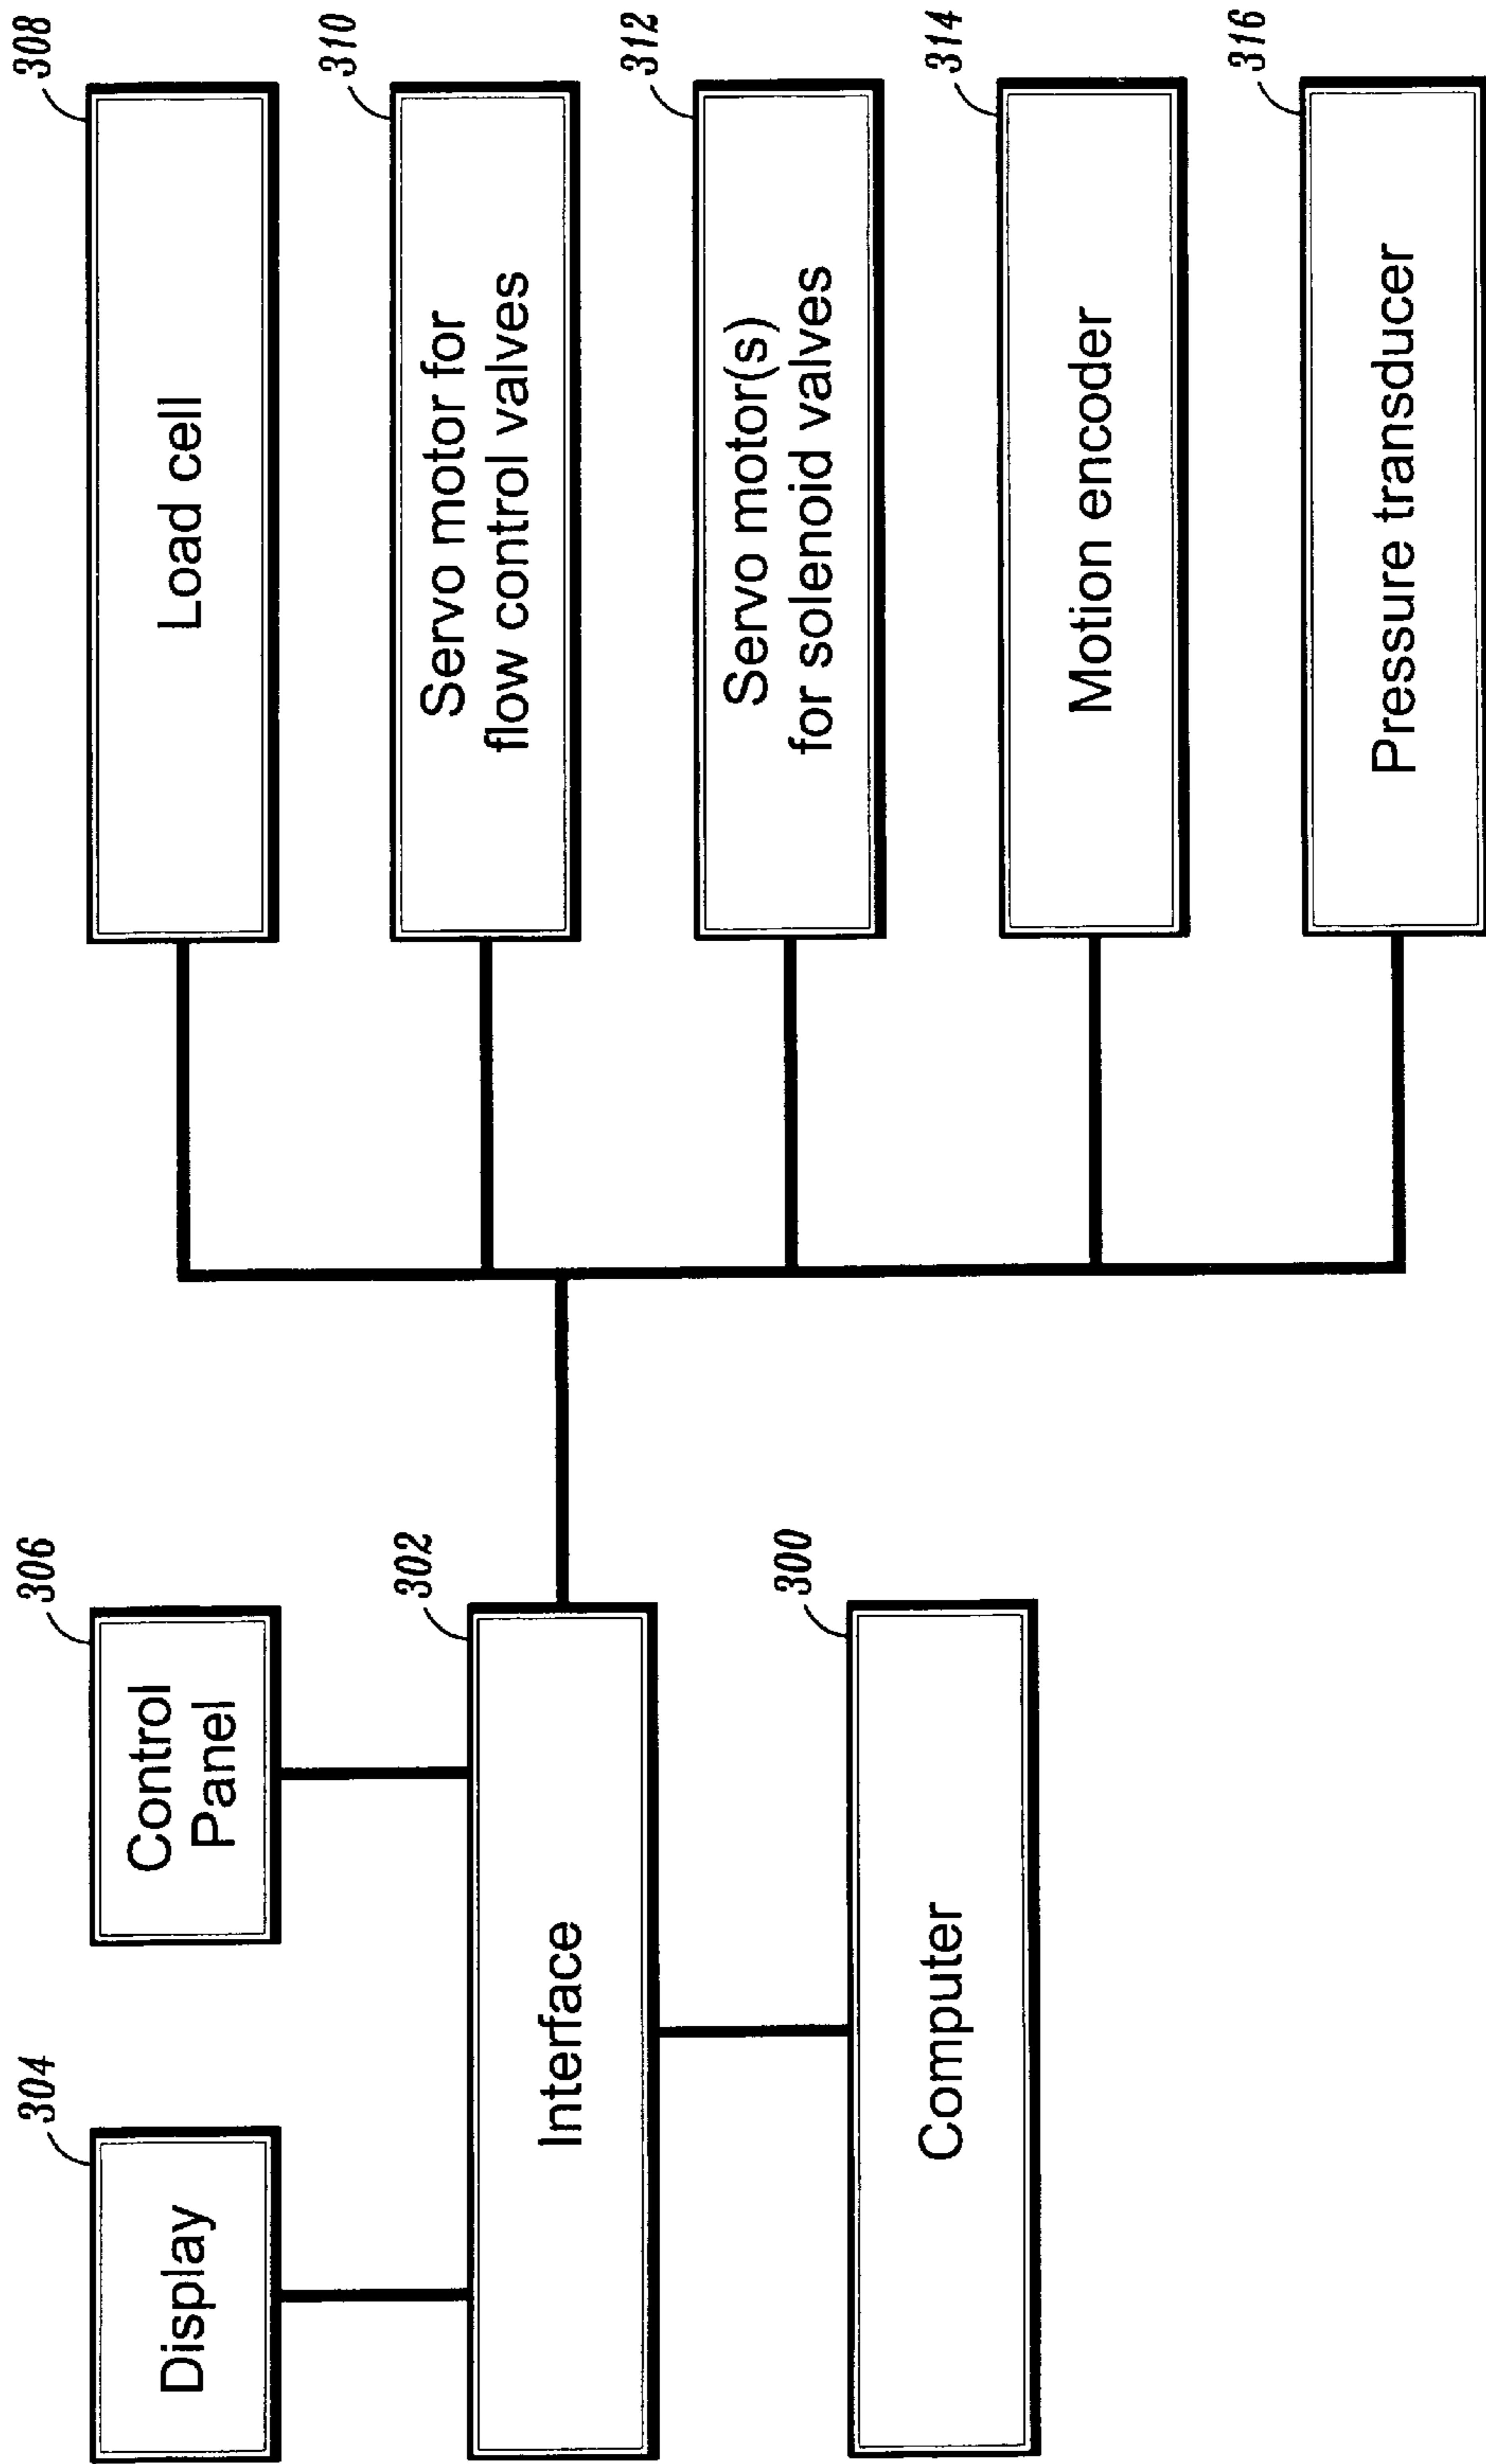 304
Display
306
Control
Panel
302
Interface
300
Computer
308
Load cell
310
Servo motor for
flow control valves
312
Servo motor(s)
for solenoid valves
314
Motion encoder
316
Pressure transducer